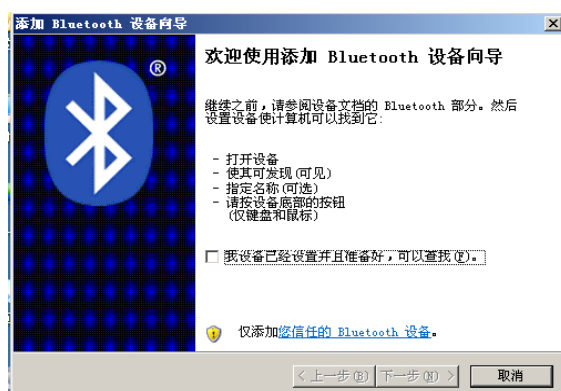 添加 Bluetooth 设备向导
®
欢迎使用添加 Bluetooth 设备向导
继续之前，请参阅设备文档的 Bluetooth 部分。然后
设置设备使计算机可以找到它:
- 打开设备
- 使其可发现(可见)
- 指定名称(可选)
- 请按设备底部的按钮
(仅键盘和鼠标)
我设备已经设置并且准备好，可以查找(F)。
仅添加您信任的 Bluetooth 设备。
< 上一步(B) 下一步(N) > 取消